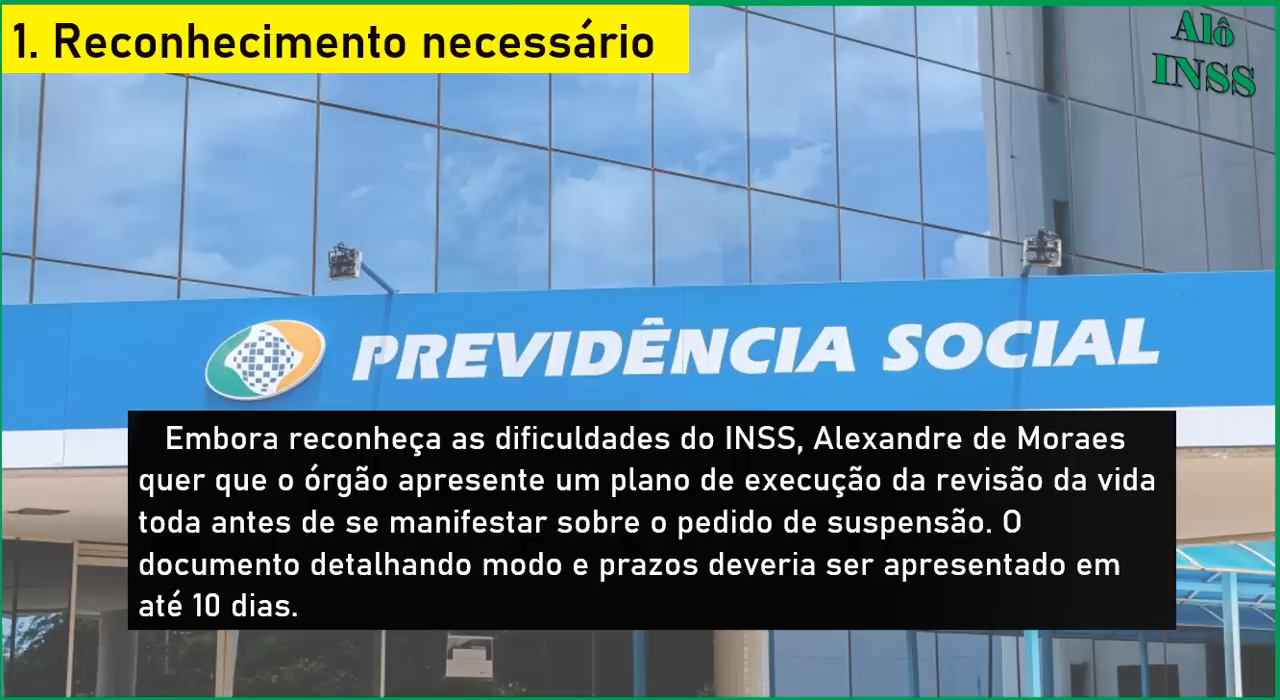 1. Reconhecimento necessário
Alô
INSS
PREVIDÊNCIA SOCIAL
Embora reconheça as dificuldades do INSS, Alexandre de Moraes
quer que o órgão apresente um plano de execução da revisão da vida
toda antes de se manifestar sobre o pedido de suspensão. O
documento detalhando modo e prazos deveria ser apresentado em
até 10 dias.